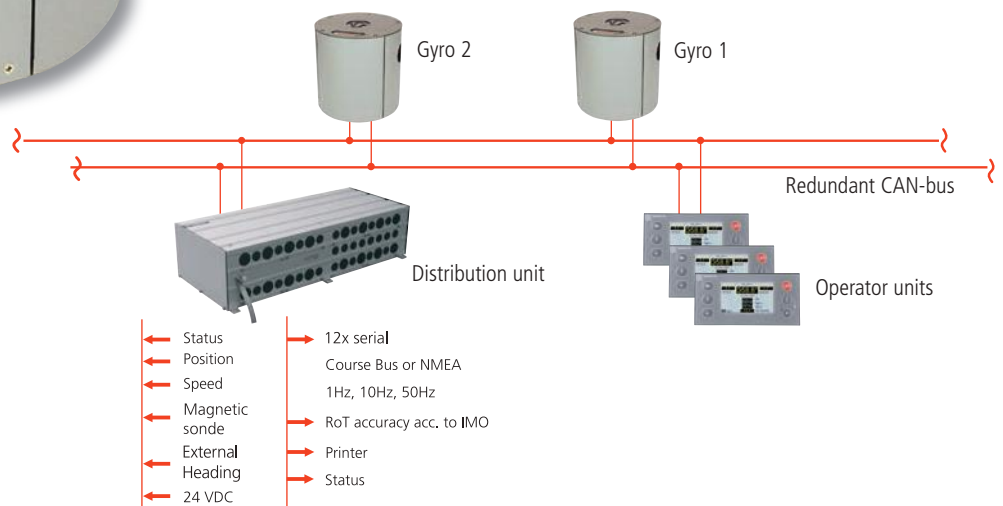 Gyro 2
Gyro 1
Redundant CAN-bus
Distribution unit
Operator units
Status
Position
Speed
Magnetic
sonde
External
Heading
24 VDC
12x serial
Course Bus or NMEA
1Hz, 10Hz, 50Hz
RoT accuracy acc. to IMO
Printer
Status